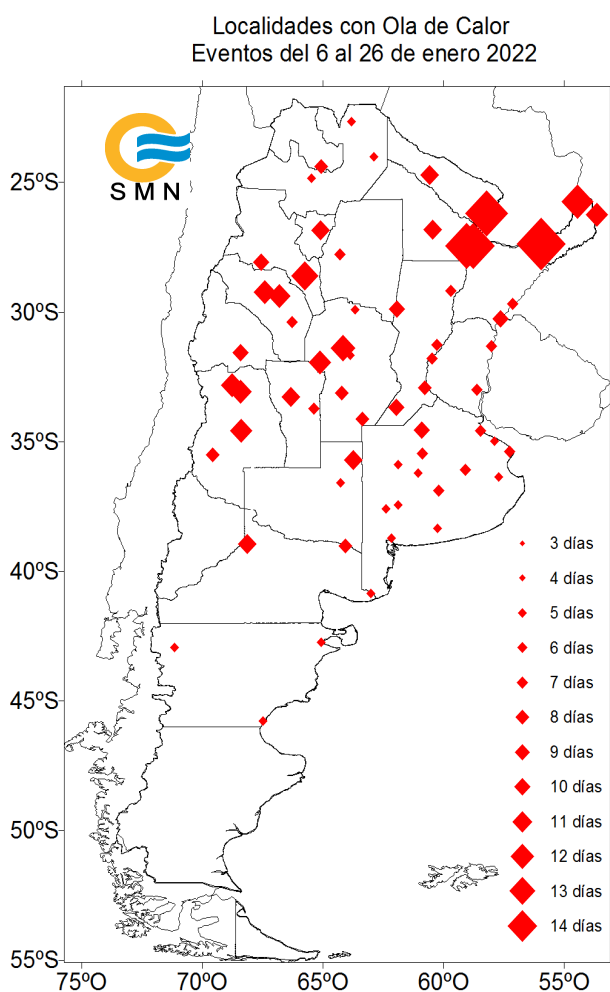 Localidades con Ola de Calor
Eventos del 6 al 26 de enero 2022
SMN
25ºS
30ºS
35ºS
40ºS
45ºS
50ºS
55ºS
3 días
4 días
5 días
6 días
7 días
8 días
9 días
10 días
11 días
12 días
13 días
14 días
75ºO
70ºO
65ºO
60ºO
55ºO